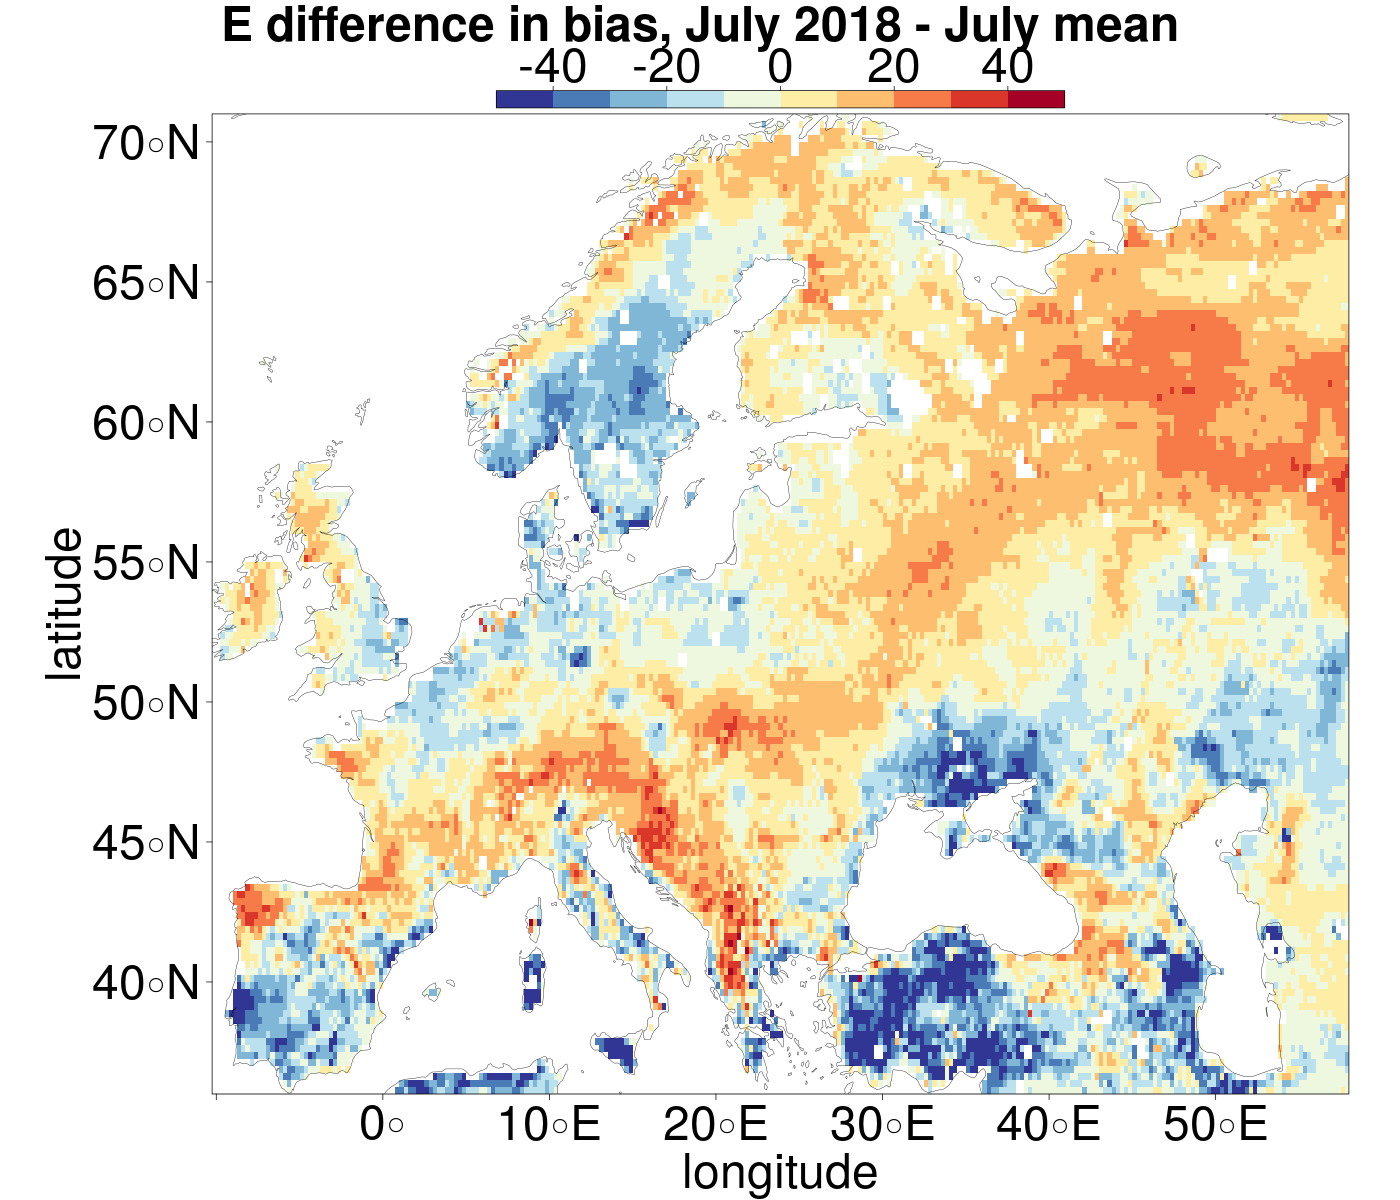 E difference in bias, July 2018 - July mean
-40 -20 0 20 40
70∘N
65∘N
60∘N
55∘N
50∘N
45∘N
40∘N
latitude
0∘ 10∘E 20∘E 30∘E 40∘E 50∘E
longitude